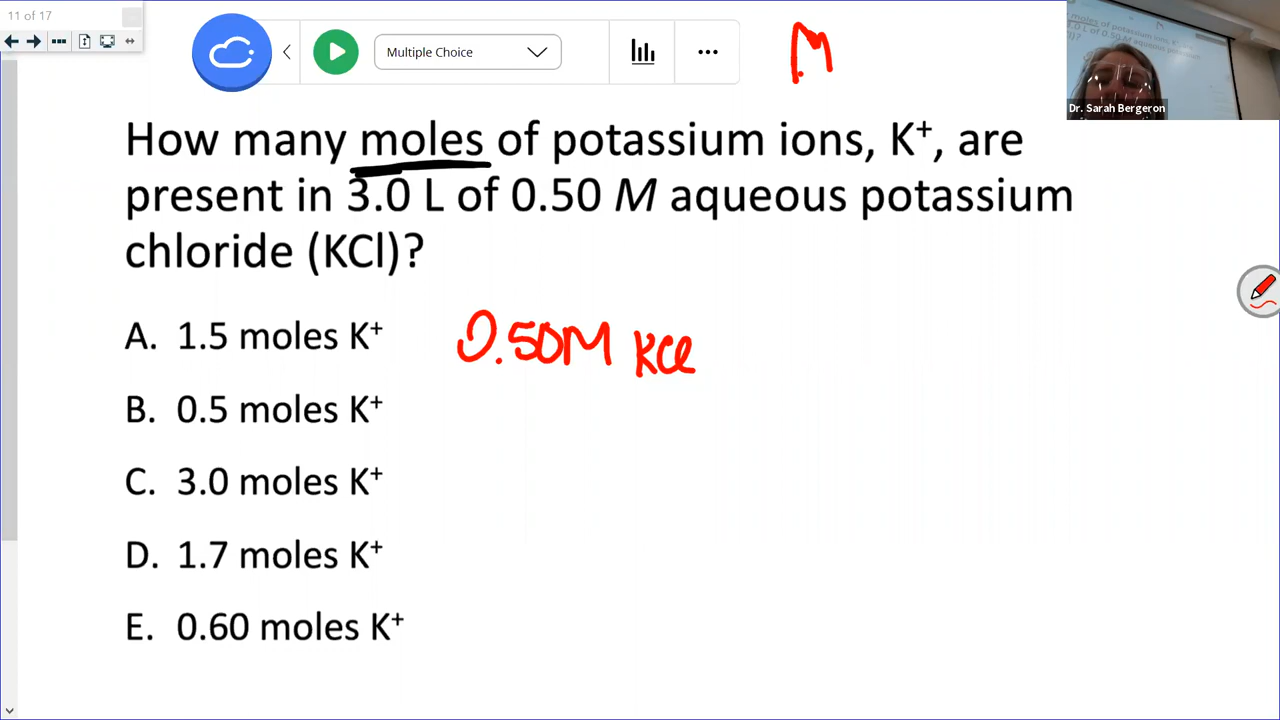 11 of 17
Multiple Choice
M
Dr. Sarah Bergeron
How many moles of potassium ions, K⁺, are
present in 3.0 L of 0.50 M aqueous potassium
chloride (KCl)?
A. 1.5 moles K⁺
0.50M KCl
B. 0.5 moles K⁺
C. 3.0 moles K⁺
D. 1.7 moles K⁺
E. 0.60 moles K⁺